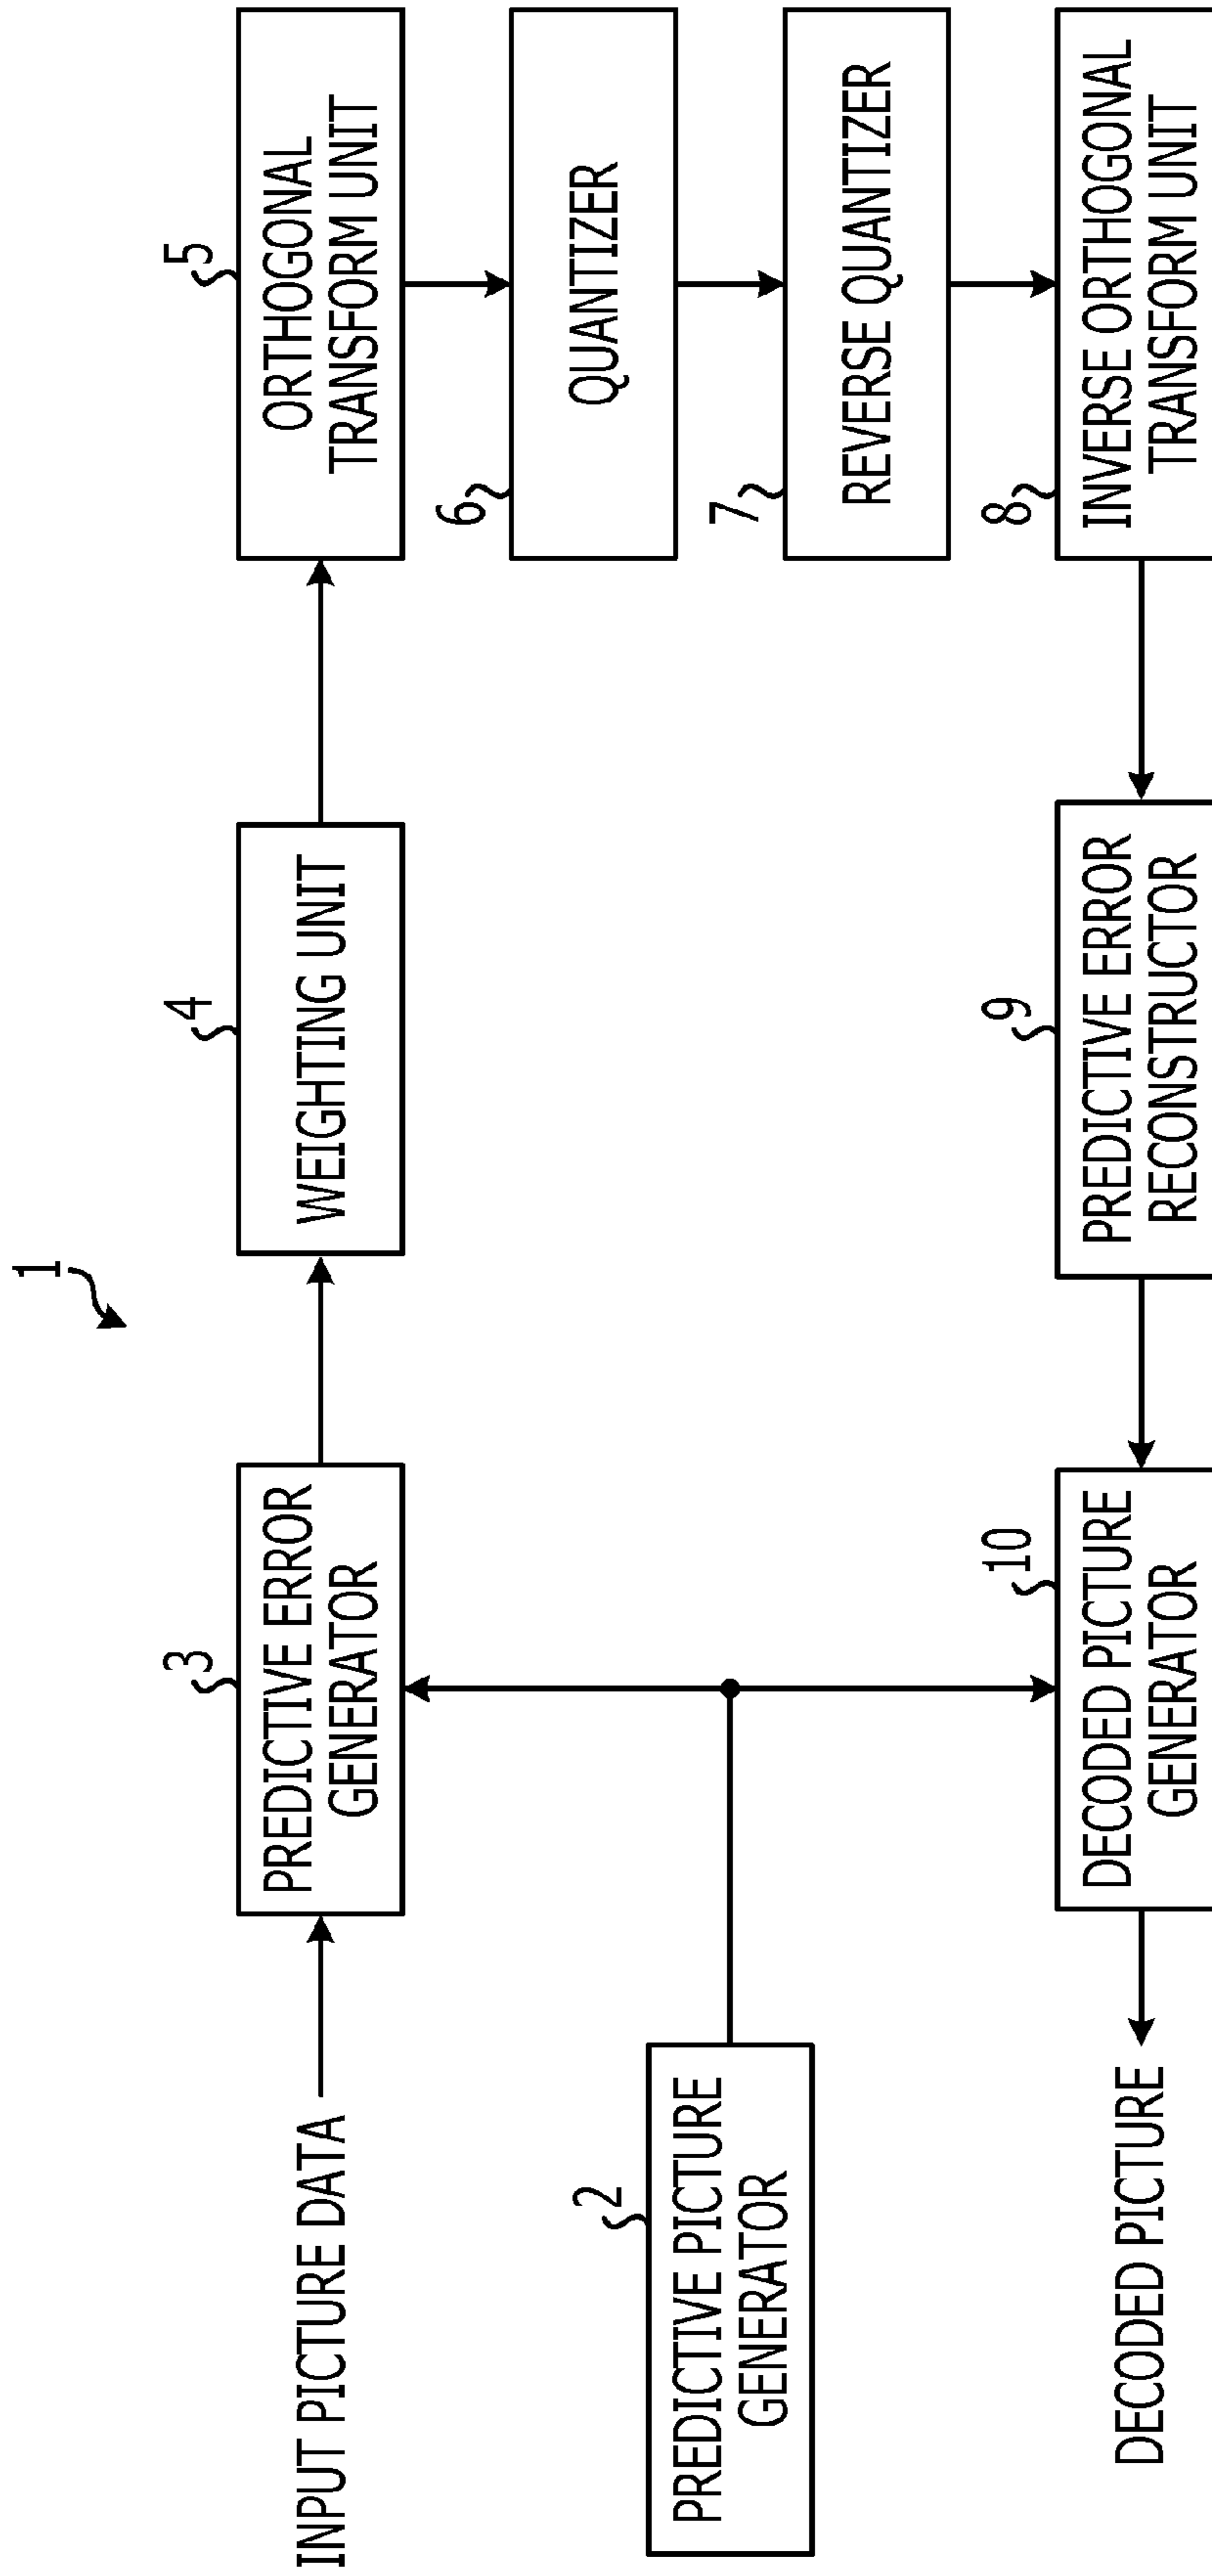 1
INPUT PICTURE DATA
3
PREDICTIVE ERROR
GENERATOR
4
WEIGHTING UNIT
5
ORTHOGONAL
TRANSFORM UNIT
6
QUANTIZER
2
PREDICTIVE PICTURE
GENERATOR
7
REVERSE QUANTIZER
DECODED PICTURE
10
DECODED PICTURE
GENERATOR
9
PREDICTIVE ERROR
RECONSTRUCTOR
8
INVERSE ORTHOGONAL
TRANSFORM UNIT